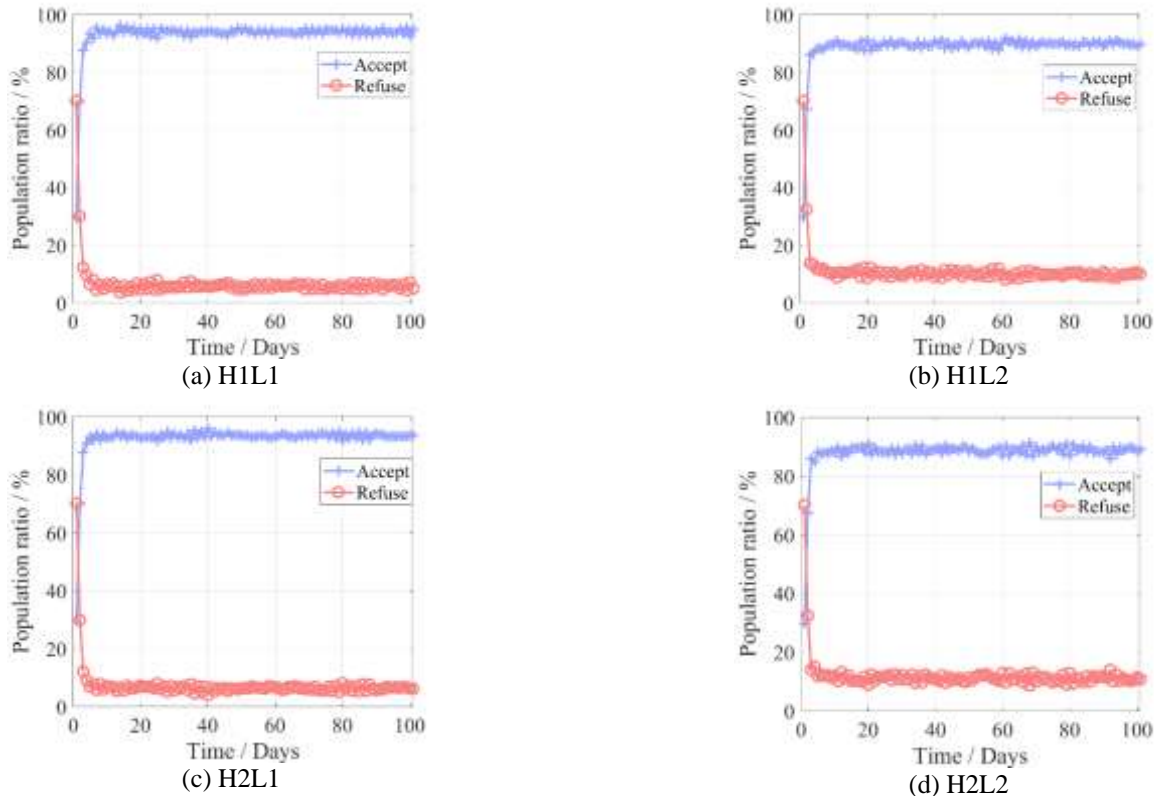 100
80
60
40
20
0
Population ratio / %
Accept
Refuse
0 20 40 60 80 100
Time / Days
(a) H1L1
100
80
60
40
20
0
Population ratio / %
Accept
Refuse
0 20 40 60 80 100
Time / Days
(b) H1L2
100
80
60
40
20
0
Population ratio / %
Accept
Refuse
0 20 40 60 80 100
Time / Days
(c) H2L1
100
80
60
40
20
0
Population ratio / %
Accept
Refuse
0 20 40 60 80 100
Time / Days
(d) H2L2